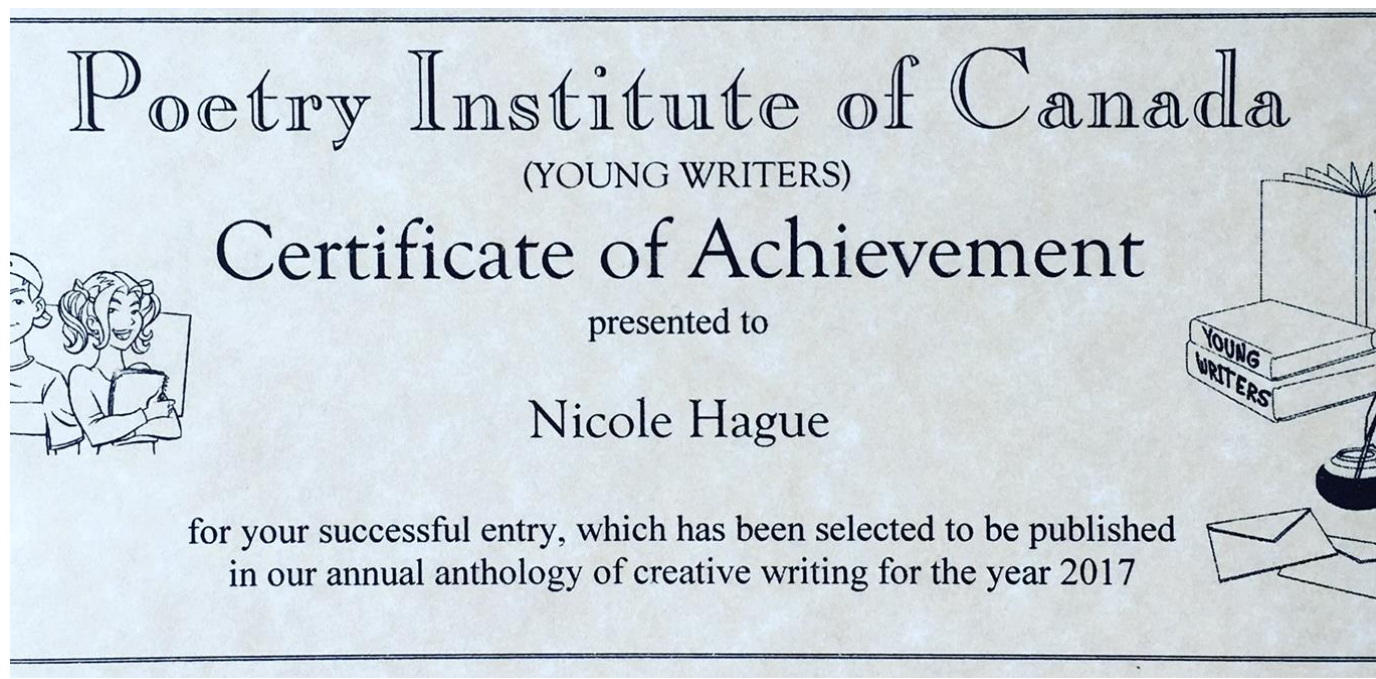 Poetry Institute of Canada
(YOUNG WRITERS)
Certificate of Achievement
presented to
YOUNG
WRITERS
Nicole Hague
for your successful entry, which has been selected to be published
in our annual anthology of creative writing for the year 2017